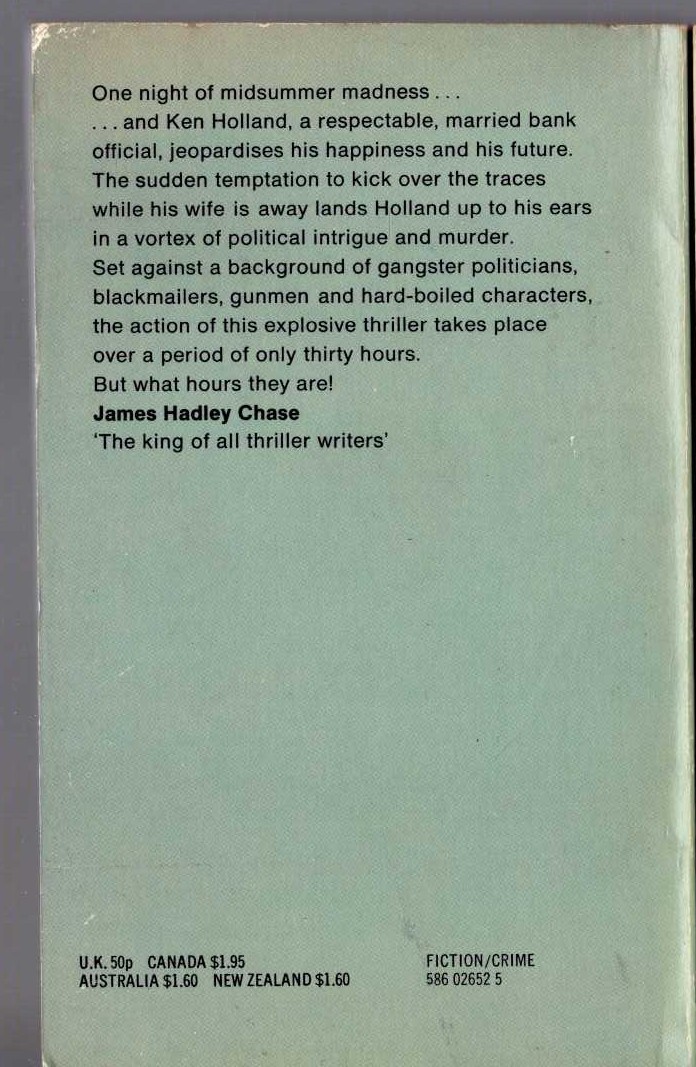 One night of midsummer madness . . .
. . . and Ken Holland, a respectable, married bank
official, jeopardises his happiness and his future.
The sudden temptation to kick over the traces
while his wife is away lands Holland up to his ears
in a vortex of political intrigue and murder.
Set against a background of gangster politicians,
blackmailers, gunmen and hard-boiled characters,
the action of this explosive thriller takes place
over a period of only thirty hours.
But what hours they are!
James Hadley Chase
‘The king of all thriller writers’
U.K. 50p CANADA $1.95
AUSTRALIA $1.60 NEW ZEALAND $1.60
FICTION/CRIME
586 02652 5